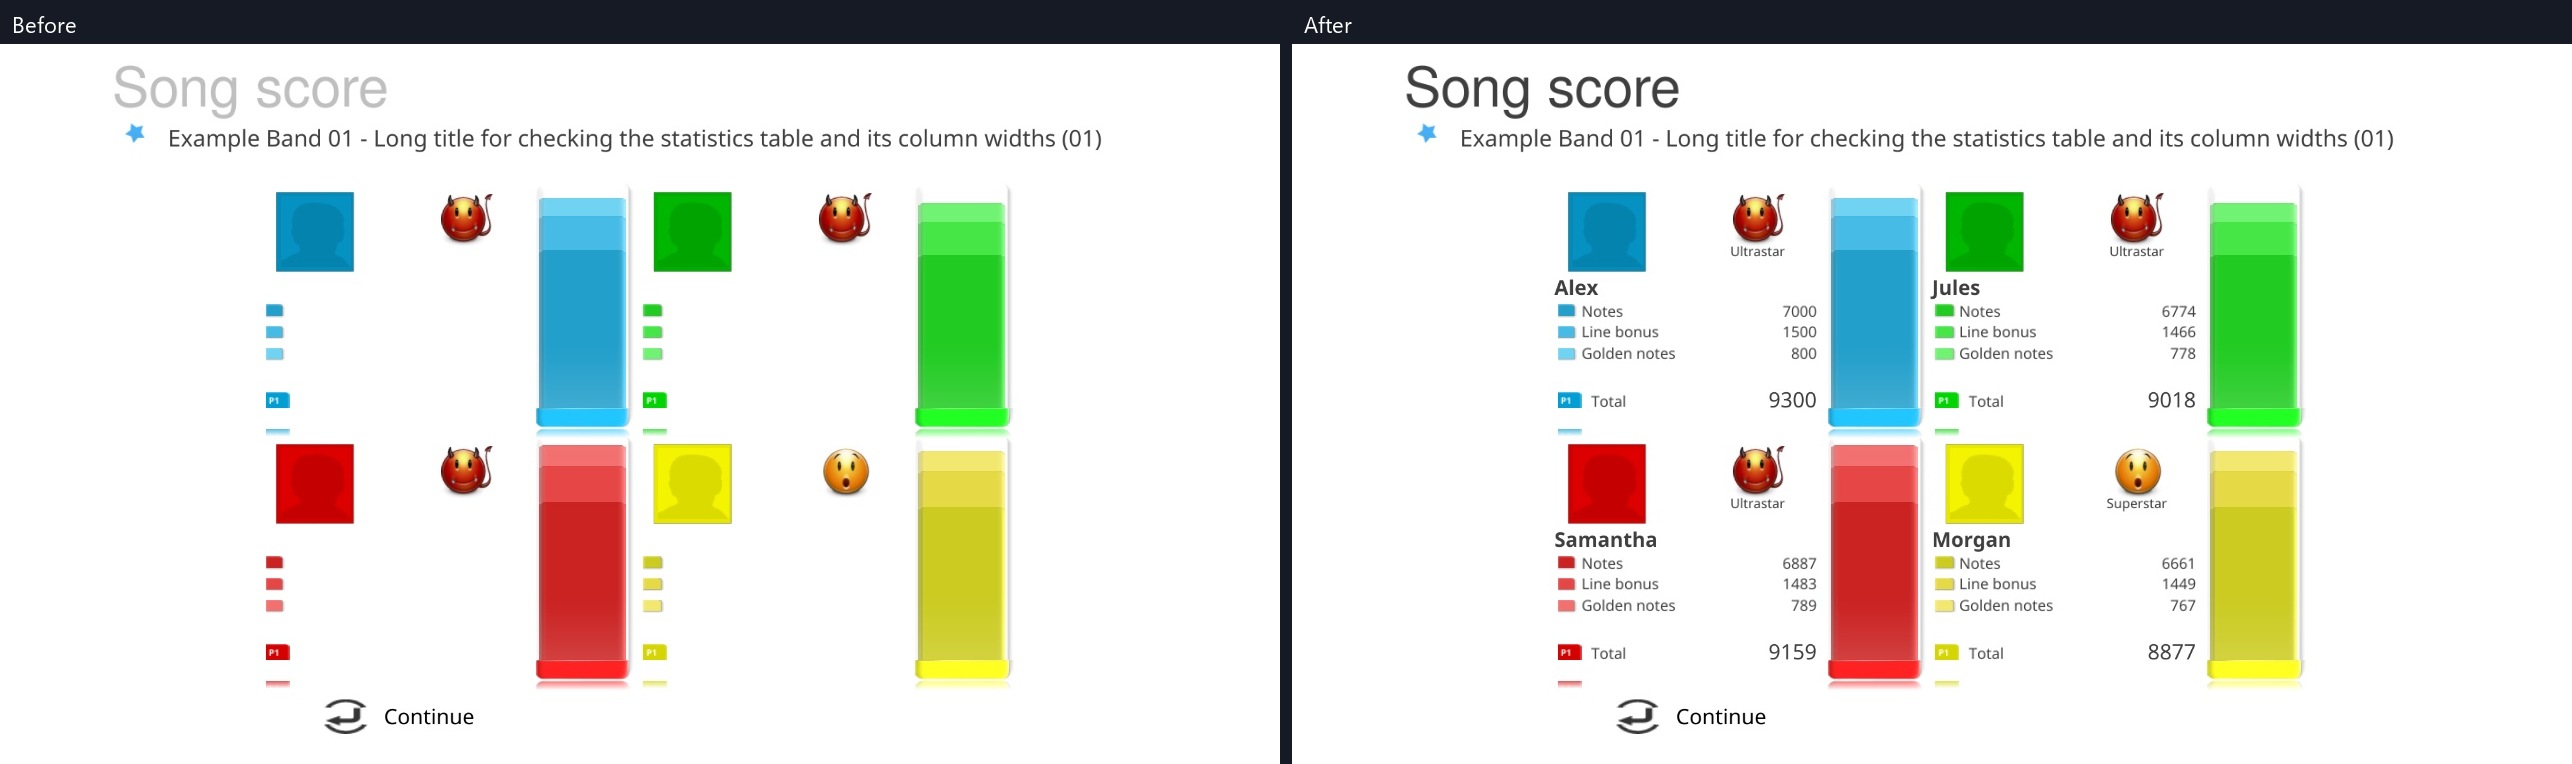 Before
Song score
Example Band 01 - Long title for checking the statistics table and its column widths (01)
P1
P1
P1
P1
Continue
After
Song score
Example Band 01 - Long title for checking the statistics table and its column widths (01)
Ultrastar
Alex
Notes 7000
Line bonus 1500
Golden notes 800
P1 Total 9300
Ultrastar
Jules
Notes 6774
Line bonus 1466
Golden notes 778
P1 Total 9018
Ultrastar
Samantha
Notes 6887
Line bonus 1483
Golden notes 789
P1 Total 9159
Superstar
Morgan
Notes 6661
Line bonus 1449
Golden notes 767
P1 Total 8877
Continue